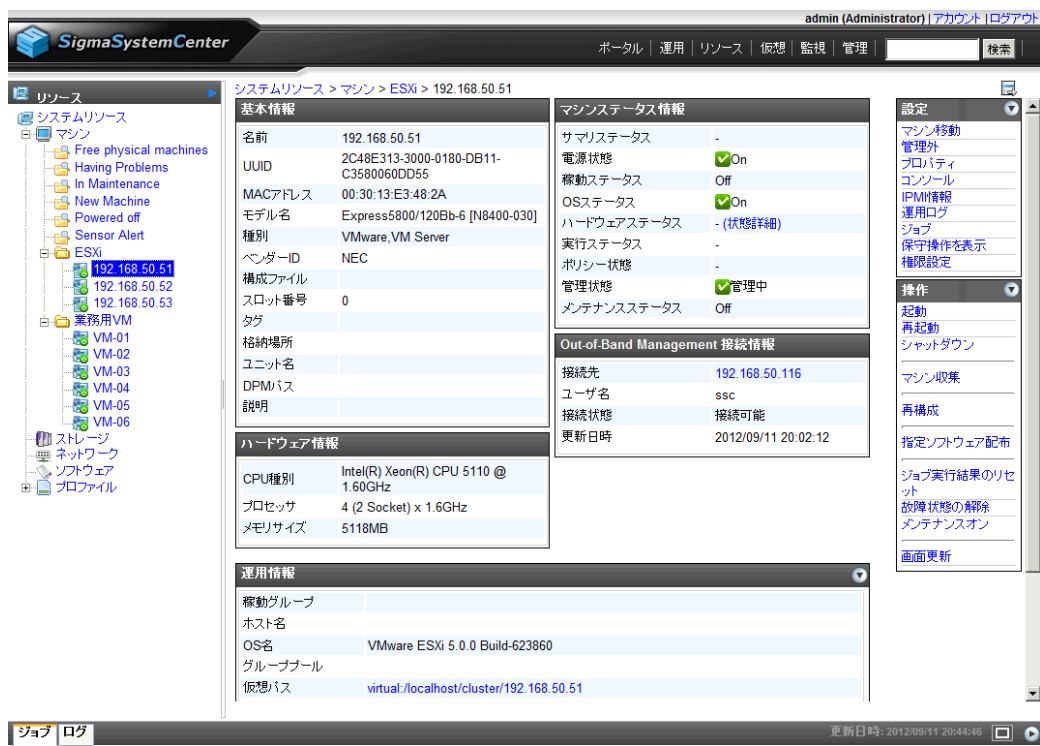 admin (Administrator) | アカウント | ログアウト
SigmaSystemCenter
ポータル | 運用 | リソース | 仮想 | 監視 | 管理 | 検索
リソース
システムリソース
マシン
Free physical machines
Having Problems
In Maintenance
New Machine
Powered off
Sensor Alert
ESXi
192.168.50.51
192.168.50.52
192.168.50.53
業務用VM
VM-01
VM-02
VM-03
VM-04
VM-05
VM-06
ストレージ
ネットワーク
ソフトウェア
プロファイル
システムリソース > マシン > ESXi > 192.168.50.51
基本情報
名前 192.168.50.51
UUID 2C48E313-3000-0180-DB11-
C3580060DD55
MACアドレス 00:30:13:E3:48:2A
モデル名 Express5800/120Bb-6 [N8400-030]
種別 VMware,VM Server
ベンダーID NEC
構成ファイル
スロット番号 0
タグ
格納場所
ユニット名
DPMパス
説明
ハードウェア情報
CPU種別 Intel(R) Xeon(R) CPU 5110 @
1.60GHz
プロセッサ 4 (2 Socket) x 1.6GHz
メモリサイズ 5118MB
マシンステータス情報
サマリステータス -
電源状態 On
稼動ステータス Off
OSステータス On
ハードウェアステータス - (状態詳細)
実行ステータス -
ポリシー状態 -
管理状態 管理中
メンテナンスステータス Off
Out-of-Band Management 接続情報
接続先 192.168.50.116
ユーザ名 ssc
接続状態 接続可能
更新日時 2012/09/11 20:02:12
運用情報
稼動グループ
ホスト名
OS名 VMware ESXi 5.0.0 Build-623860
グループプール
仮想パス virtual:/localhost/cluster/192.168.50.51
設定
マシン移動
管理外
プロパティ
コンソール
IPMI情報
運用ログ
ジョブ
保守操作を表示
権限設定
操作
起動
再起動
シャットダウン
マシン収集
再構成
指定ソフトウェア配布
ジョブ実行結果のリセ
ット
故障状態の解除
メンテナンスオン
画面更新
ジョブ ログ
更新日時: 2012/09/11 20:44:46